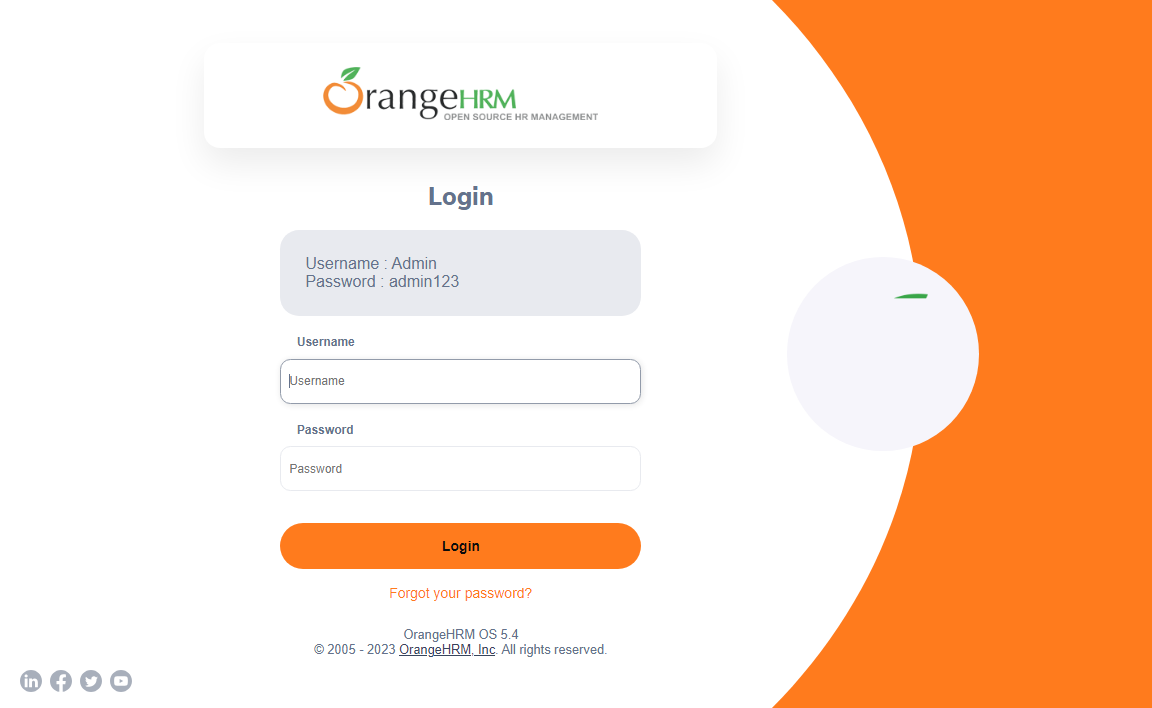 OrangeHRM
OPEN SOURCE HR MANAGEMENT
Login
Username : Admin
Password : admin123
Username
Username
Password
Password
Login
Forgot your password?
OrangeHRM OS 5.4
© 2005 - 2023 OrangeHRM, Inc. All rights reserved.
in